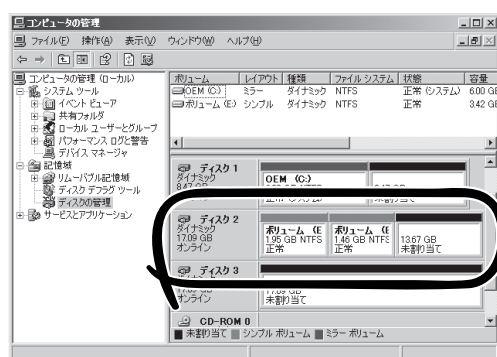 コンピュータの管理
ファイル(F) 操作(A) 表示(V) ウィンドウ(W) ヘルプ(H)
コンピュータの管理 (ローカル)
システム ツール
イベント ビューア
共有フォルダ
ローカル ユーザーとグループ
パフォーマンス ログと警告
デバイス マネージャ
記憶域
リムーバブル記憶域
ディスク デフラグ ツール
ディスクの管理
サービスとアプリケーション
ボリューム レイアウト 種類 ファイル システム 状態 容量
OEM (C:) ミラー ダイナミック NTFS 正常 (システム) 6.00 GB
ボリューム (E:) シンプル ダイナミック NTFS 正常 3.42 GB
ディスク 1
ダイナミック
OEM (C:)
ディスク 2
ダイナミック
17.09 GB
オンライン
ボリューム (E
1.95 GB NTFS
正常
ボリューム (E
1.46 GB NTFS
正常
13.67 GB
未割り当て
ディスク 3
17.09 GB
オンライン
17.09 GB
未割り当て
CD-ROM 0
未割り当て シンプル ボリューム ミラー ボリューム